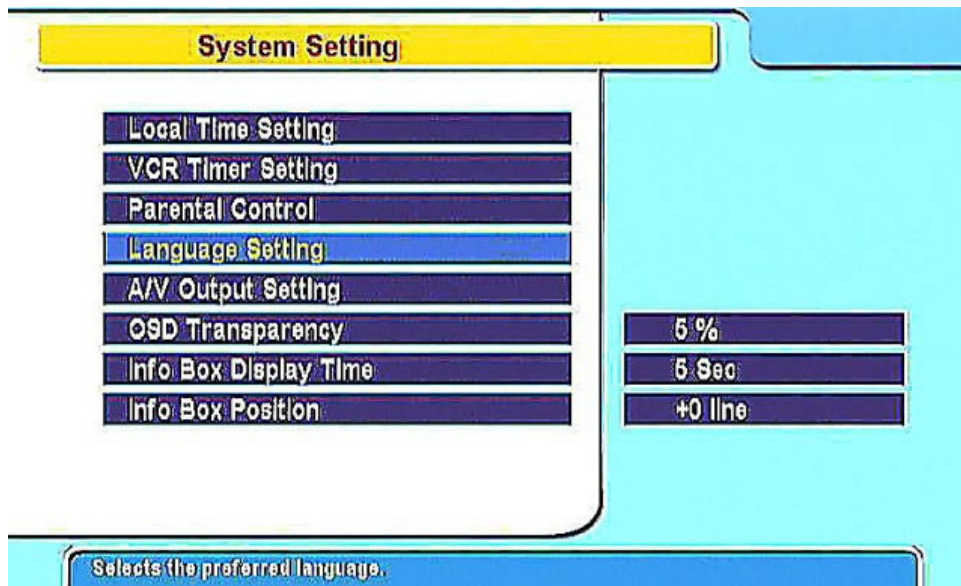 System Setting
Local Time Setting
VCR Timer Setting
Parental Control
Language Setting
A/V Output Setting
OSD Transparency 5 %
Info Box Display Time 5 Sec
Info Box Position +0 line
Selects the preferred language.